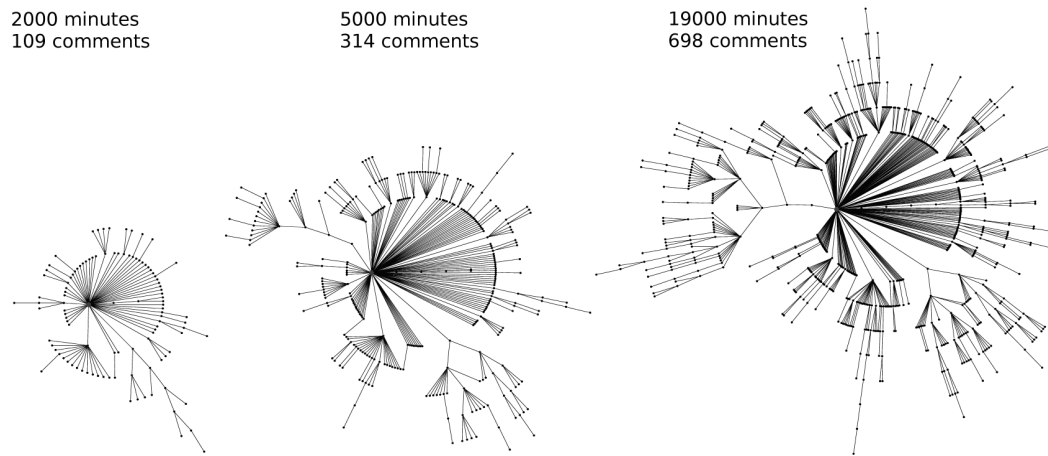 2000 minutes
109 comments
5000 minutes
314 comments
19000 minutes
698 comments